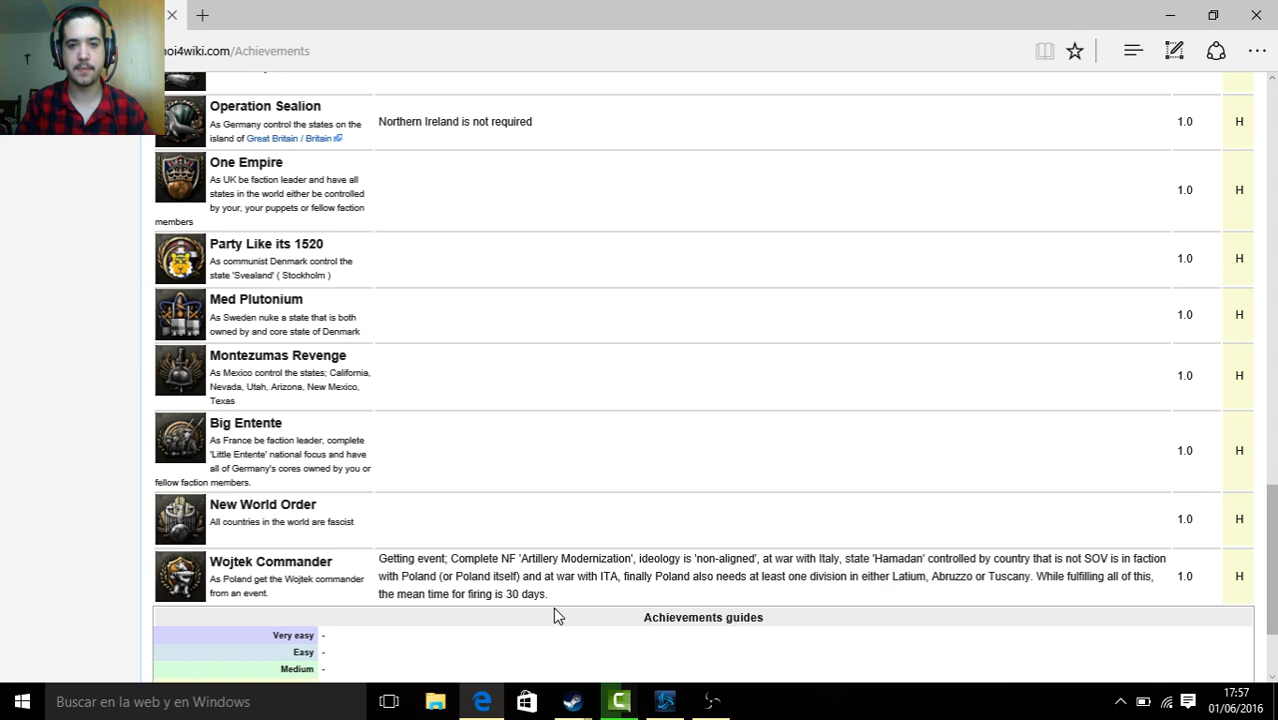 noi4wiki.com/Achievements
Operation Sealion
As Germany control the states on the
island of Great Britain / Britain
Northern Ireland is not required
1.0
H
One Empire
As UK be faction leader and have all
states in the world either be controlled
by your, your puppets or fellow faction
members
1.0
H
Party Like its 1520
As communist Denmark control the
state 'Svealand' ( Stockholm )
1.0
H
Med Plutonium
As Sweden nuke a state that is both
owned by and core state of Denmark
1.0
H
Montezumas Revenge
As Mexico control the states; California,
Nevada, Utah, Arizona, New Mexico,
Texas
1.0
H
Big Entente
As France be faction leader, complete
'Little Entente' national focus and have
all of Germany's cores owned by you or
fellow faction members.
1.0
H
New World Order
All countries in the world are fascist
1.0
H
Wojtek Commander
As Poland get the Wojtek commander
from an event.
Getting event; Complete NF 'Artillery Modernization', ideology is 'non-aligned', at war with Italy, state 'Hamadan' controlled by country that is not SOV is in faction
with Poland (or Poland itself) and at war with ITA, finally Poland also needs at least one division in either Latium, Abruzzo or Tuscany. While fulfilling all of this,
the mean time for firing is 30 days.
1.0
H
Achievements guides
Very easy -
Easy -
Medium -
Buscar en la web y en Windows
17:57
01/06/2016